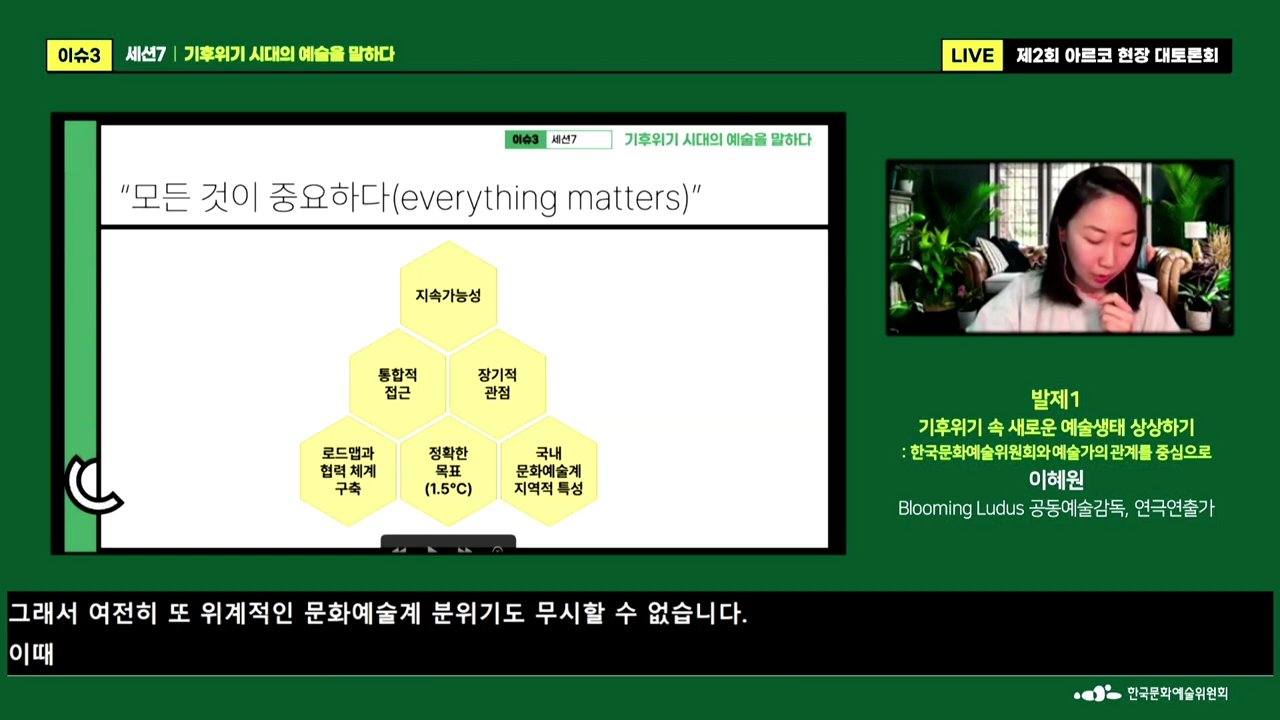 이슈3 세션7 | 기후위기 시대의 예술을 말하다
LIVE 제2회 아르코 현장 대토론회
이슈3 세션7 기후위기 시대의 예술을 말하다
“모든 것이 중요하다(everything matters)”
지속가능성
통합적
접근
장기적
관점
로드맵과
협력 체계
구축
정확한
목표
(1.5°C)
국내
문화예술계
지역적 특성
발제1
기후위기 속 새로운 예술생태 상상하기
: 한국문화예술위원회와 예술가의 관계를 중심으로
이혜원
Blooming Ludus 공동예술감독, 연극연출가
그래서 여전히 또 위계적인 문화예술계 분위기도 무시할 수 없습니다.
이때
한국문화예술위원회